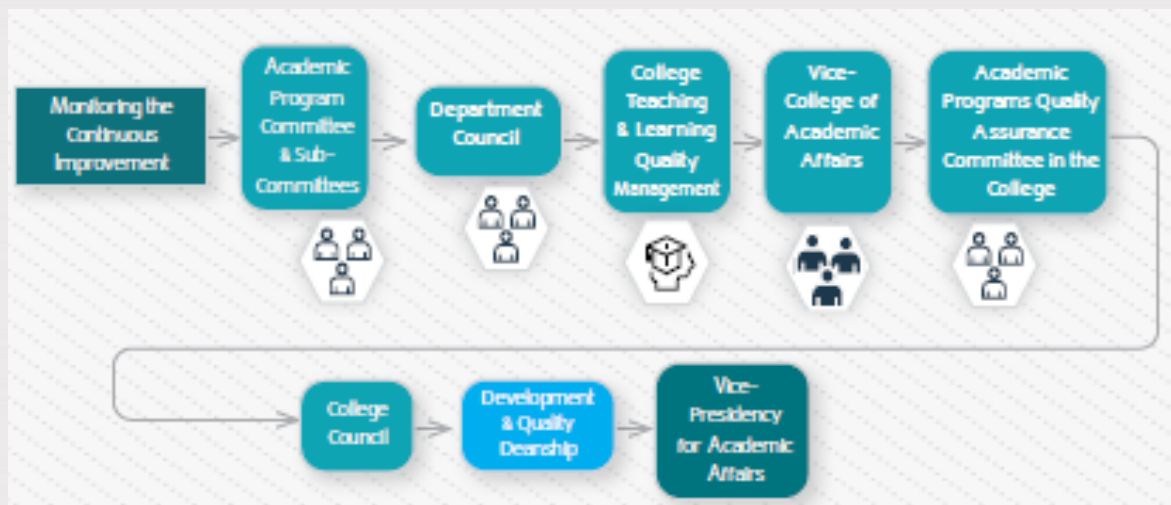 Monitoring the
Continuous
Improvement
Academic
Program
Committee
& Sub-
Committees
Department
Council
College
Teaching
& Learning
Quality
Management
Vice-
College of
Academic
Affairs
Academic
Programs Quality
Assurance
Committee in the
College
College
Council
Development
& Quality
Deanship
Vice-
Presidency
for Academic
Affairs